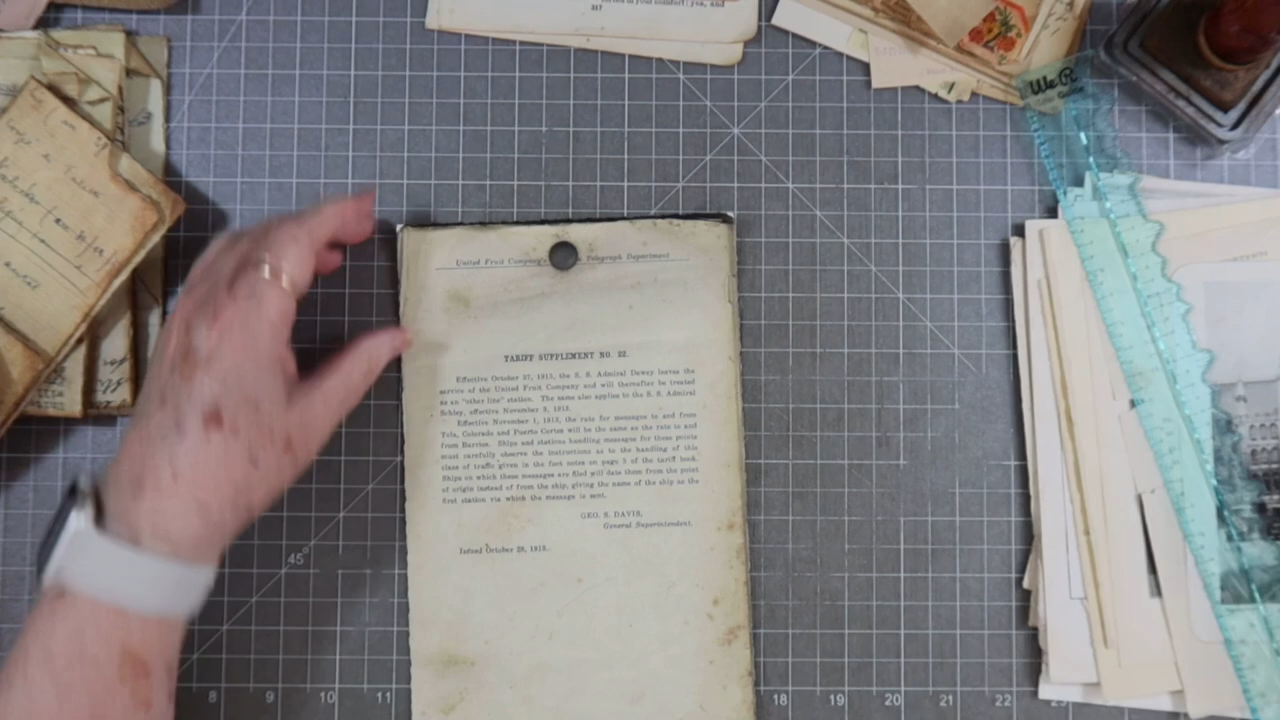 317
We R
United Fruit Company's Telegraph Department
TARIFF SUPPLEMENT NO. 22.
Effective October 27, 1913, the S. S. Admiral Dewey leaves the
service of the United Fruit Company and will thereafter be treated
as an "other line" station. The same also applies to the S. S. Admiral
Schley, effective November 3, 1913.
Effective November 1, 1913, the rate for messages to and from
Tela, Colorado and Puerto Cortez will be the same as the rate to and
from Barrios. Ships and stations handling messages for these points
must carefully observe the instructions as to the handling of this
class of traffic given in the foot notes on page 5 of the tariff book.
Ships on which these messages are filed will date them from the point
of origin instead of from the ship, giving the name of the ship as the
first station via which the message is sent.
GEO. S. DAVIS,
General Superintendent.
Issued October 28, 1913.
45°
8 9 10 11 18 19 20 21 22